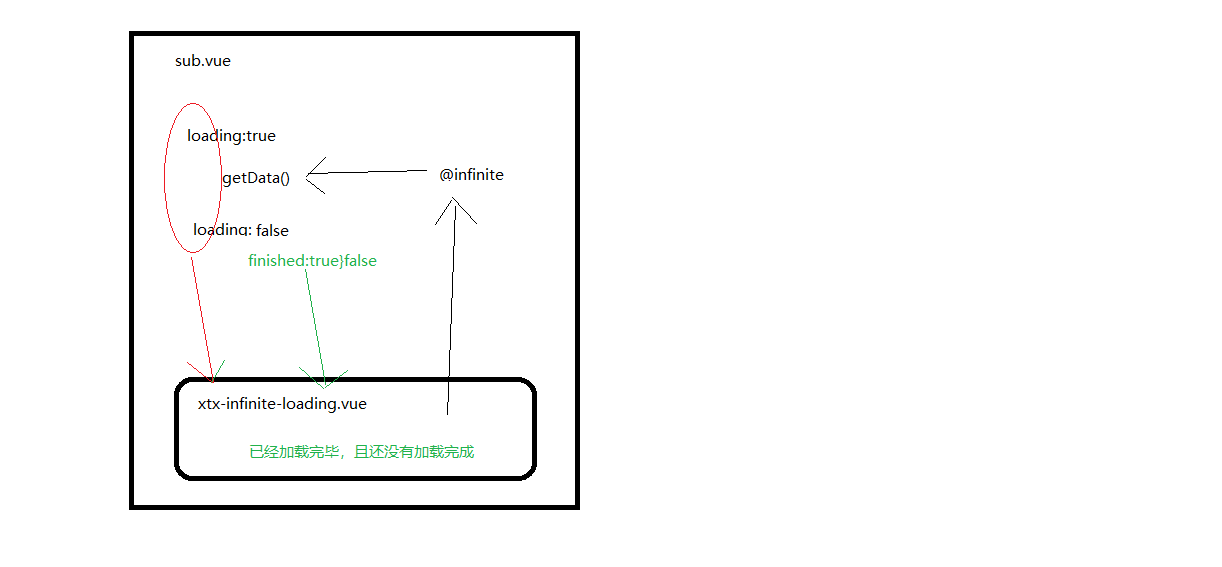 sub.vue
loading:true
getData()
@infinite
loading: false
finished:true}false
xtx-infinite-loading.vue
已经加载完毕，且还没有加载完成